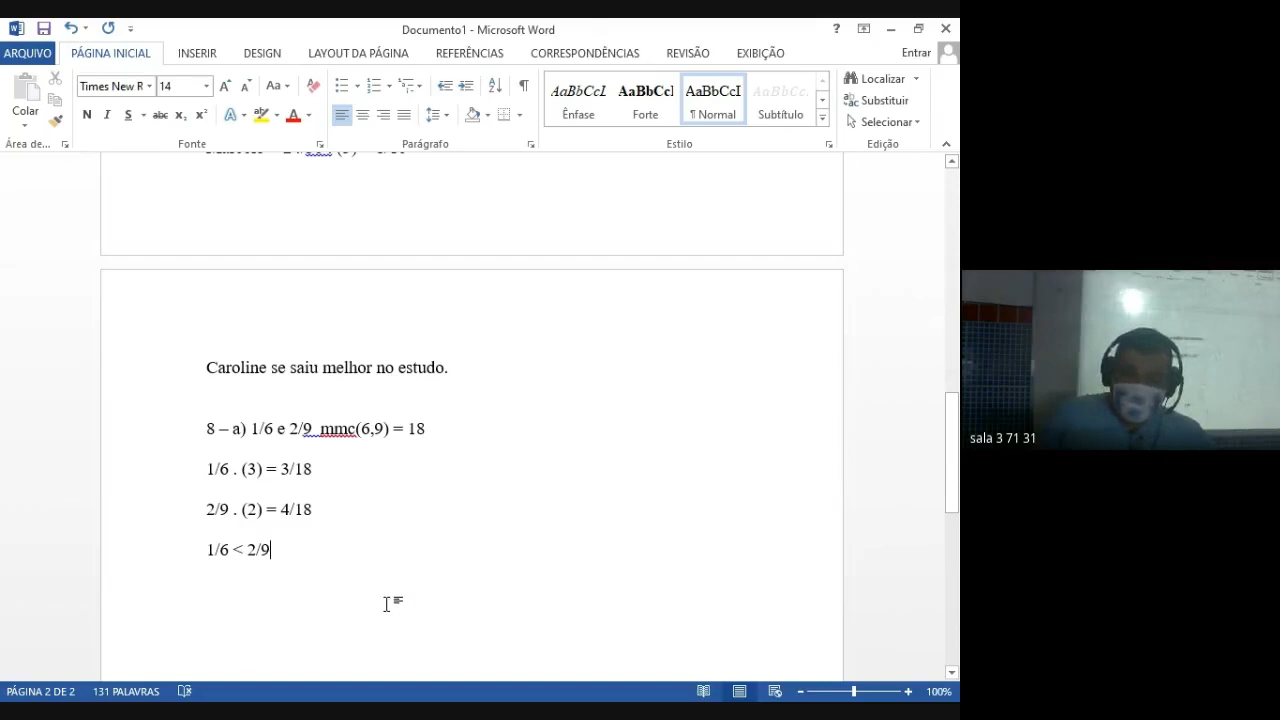 Documento1 - Microsoft Word
ARQUIVO PÁGINA INICIAL INSERIR DESIGN LAYOUT DA PÁGINA REFERÊNCIAS CORRESPONDÊNCIAS REVISÃO EXIBIÇÃO Entrar
Times New R 14 Aa
Colar
N I S abc x₂ x² A A
AaBbCcI AaBbCcI AaBbCcI AaBbCc.
Ênfase Forte ¶ Normal Subtítulo
Localizar
Substituir
Selecionar
Área de... Fonte Parágrafo Estilo Edição
Caroline se saiu melhor no estudo.
8 – a) 1/6 e 2/9 mmc(6,9) = 18
1/6 . (3) = 3/18
2/9 . (2) = 4/18
1/6 < 2/9
sala 3 71 31
PÁGINA 2 DE 2 131 PALAVRAS 100%